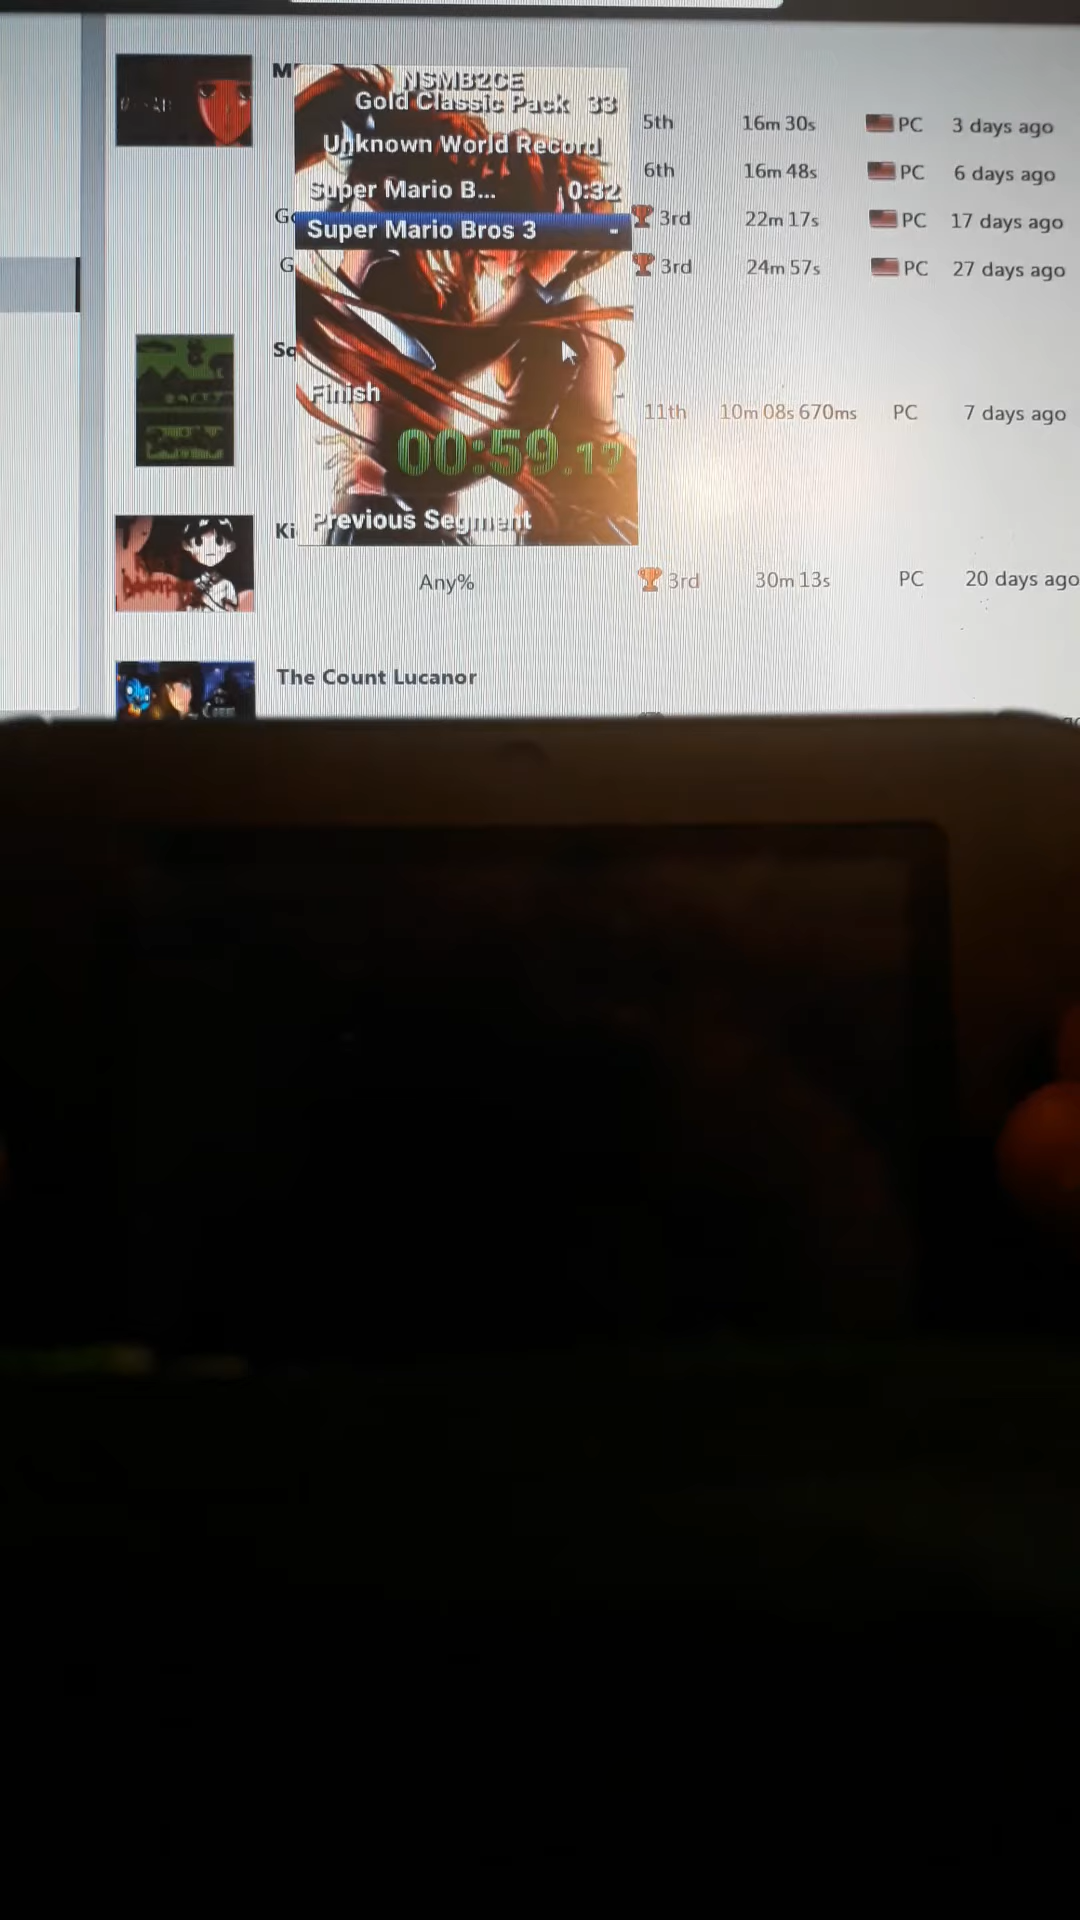 NSMB2CE
Gold Classic Pack 33
Unknown World Record
Super Mario B... 0:32
Super Mario Bros 3 -
Finish -
00:59.17
Previous Segment
5th 16m 30s PC 3 days ago
6th 16m 48s PC 6 days ago
3rd 22m 17s PC 17 days ago
3rd 24m 57s PC 27 days ago
11th 10m 08s 670ms PC 7 days ago
Ki
Any% 3rd 30m 13s PC 20 days ago
The Count Lucanor